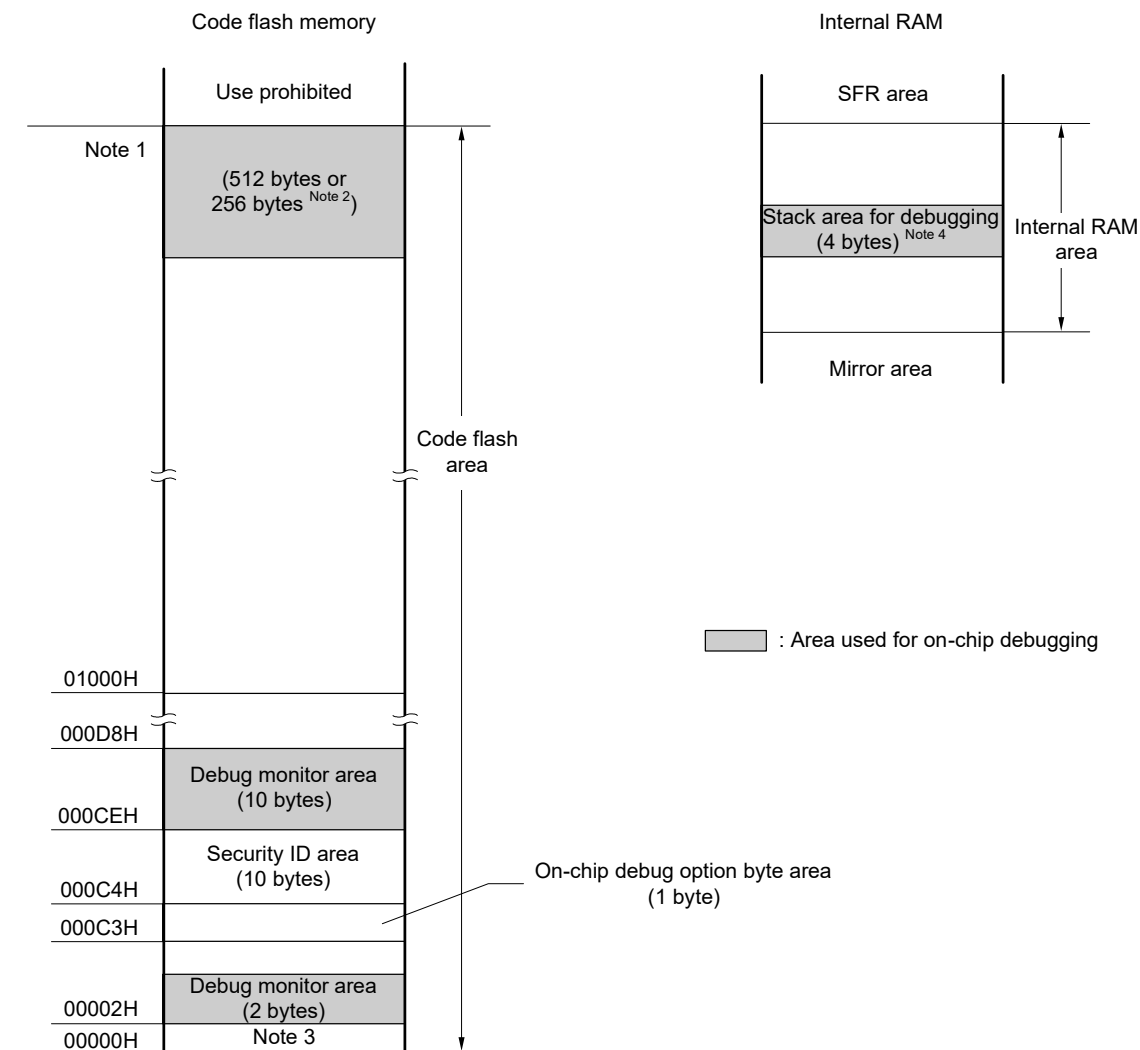 Code flash memory
Internal RAM
Use prohibited
SFR area
Note 1
(512 bytes or
256 bytes Note 2)
Stack area for debugging
(4 bytes) Note 4
Internal RAM
area
Mirror area
Code flash
area
: Area used for on-chip debugging
01000H
000D8H
Debug monitor area
(10 bytes)
000CEH
Security ID area
(10 bytes)
000C4H
On-chip debug option byte area
(1 byte)
000C3H
Debug monitor area
(2 bytes)
00002H
Note 3
00000H